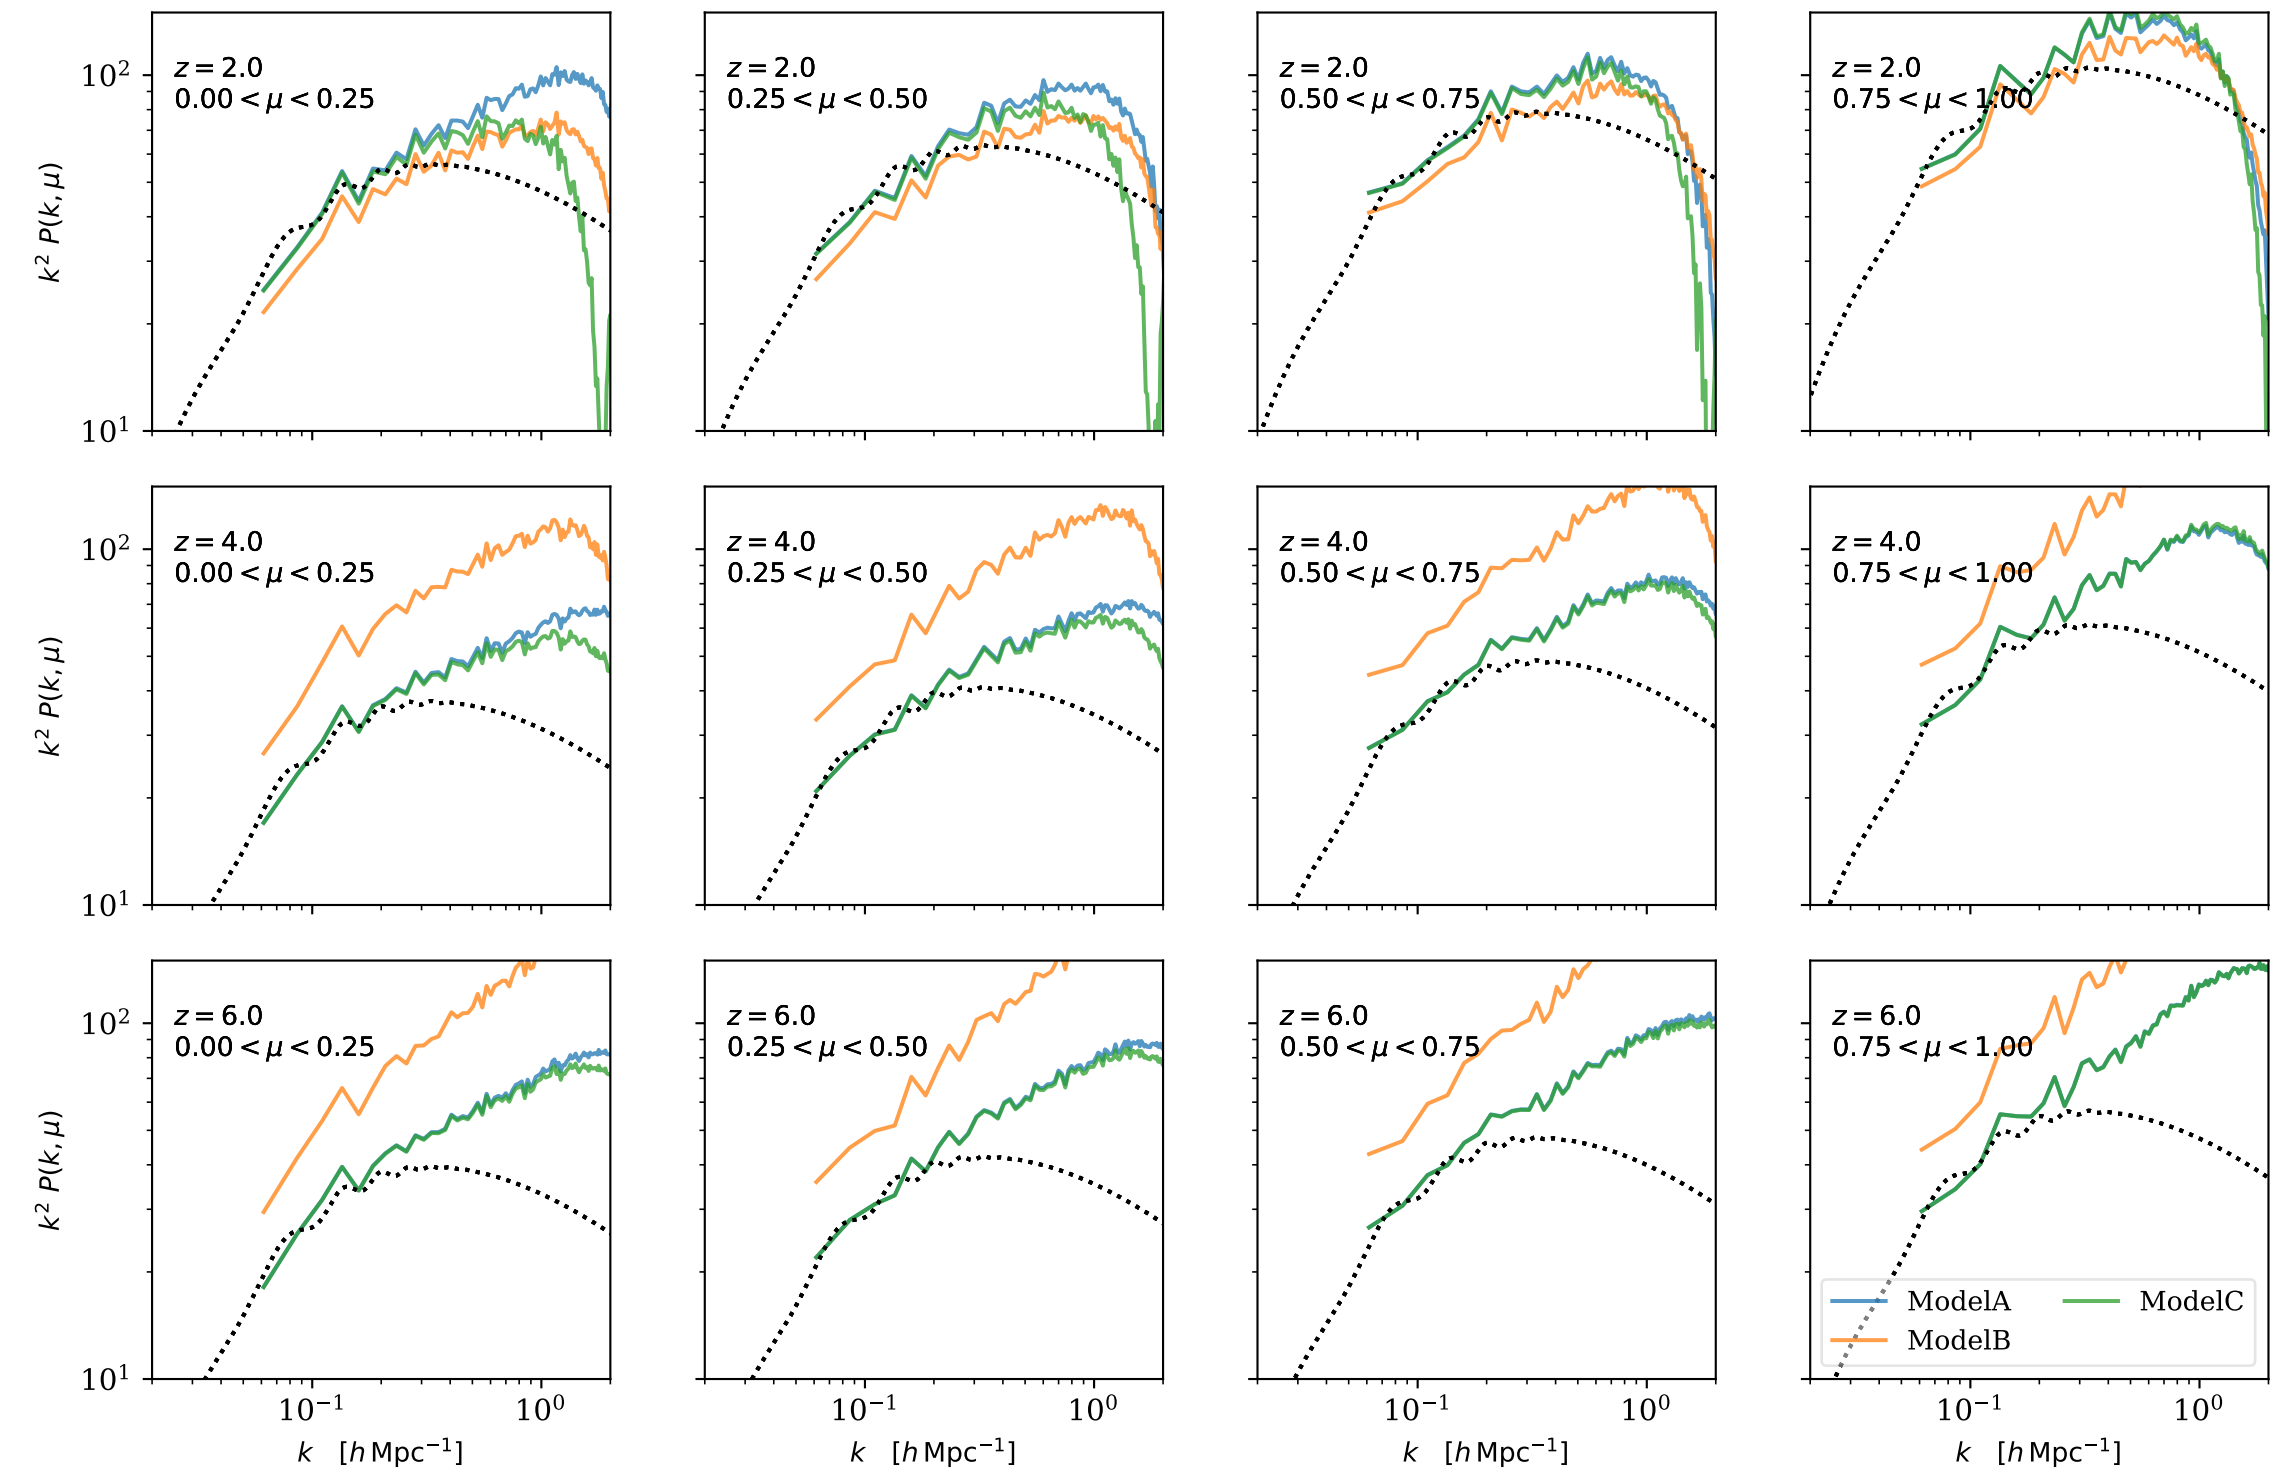 z = 2.0
0.00 < μ < 0.25
z = 2.0
0.25 < μ < 0.50
z = 2.0
0.50 < μ < 0.75
z = 2.0
0.75 < μ < 1.00
10²
10¹
k² P(k, μ)
z = 4.0
0.00 < μ < 0.25
z = 4.0
0.25 < μ < 0.50
z = 4.0
0.50 < μ < 0.75
z = 4.0
0.75 < μ < 1.00
10²
10¹
k² P(k, μ)
z = 6.0
0.00 < μ < 0.25
z = 6.0
0.25 < μ < 0.50
z = 6.0
0.50 < μ < 0.75
z = 6.0
0.75 < μ < 1.00
10²
10¹
k² P(k, μ)
ModelA
ModelB
ModelC
10⁻¹ 10⁰
10⁻¹ 10⁰
10⁻¹ 10⁰
10⁻¹ 10⁰
k [h Mpc⁻¹]
k [h Mpc⁻¹]
k [h Mpc⁻¹]
k [h Mpc⁻¹]